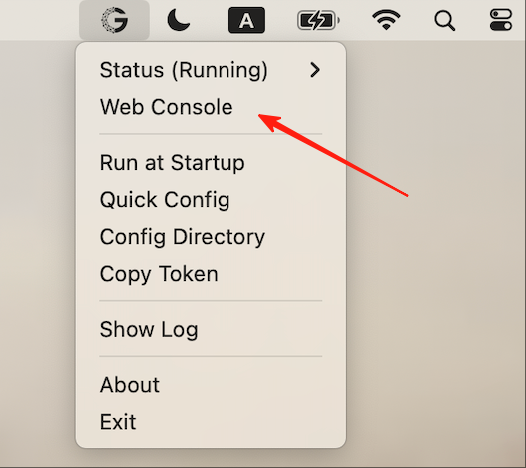 A
Status (Running)
Web Console
Run at Startup
Quick Config
Config Directory
Copy Token
Show Log
About
Exit